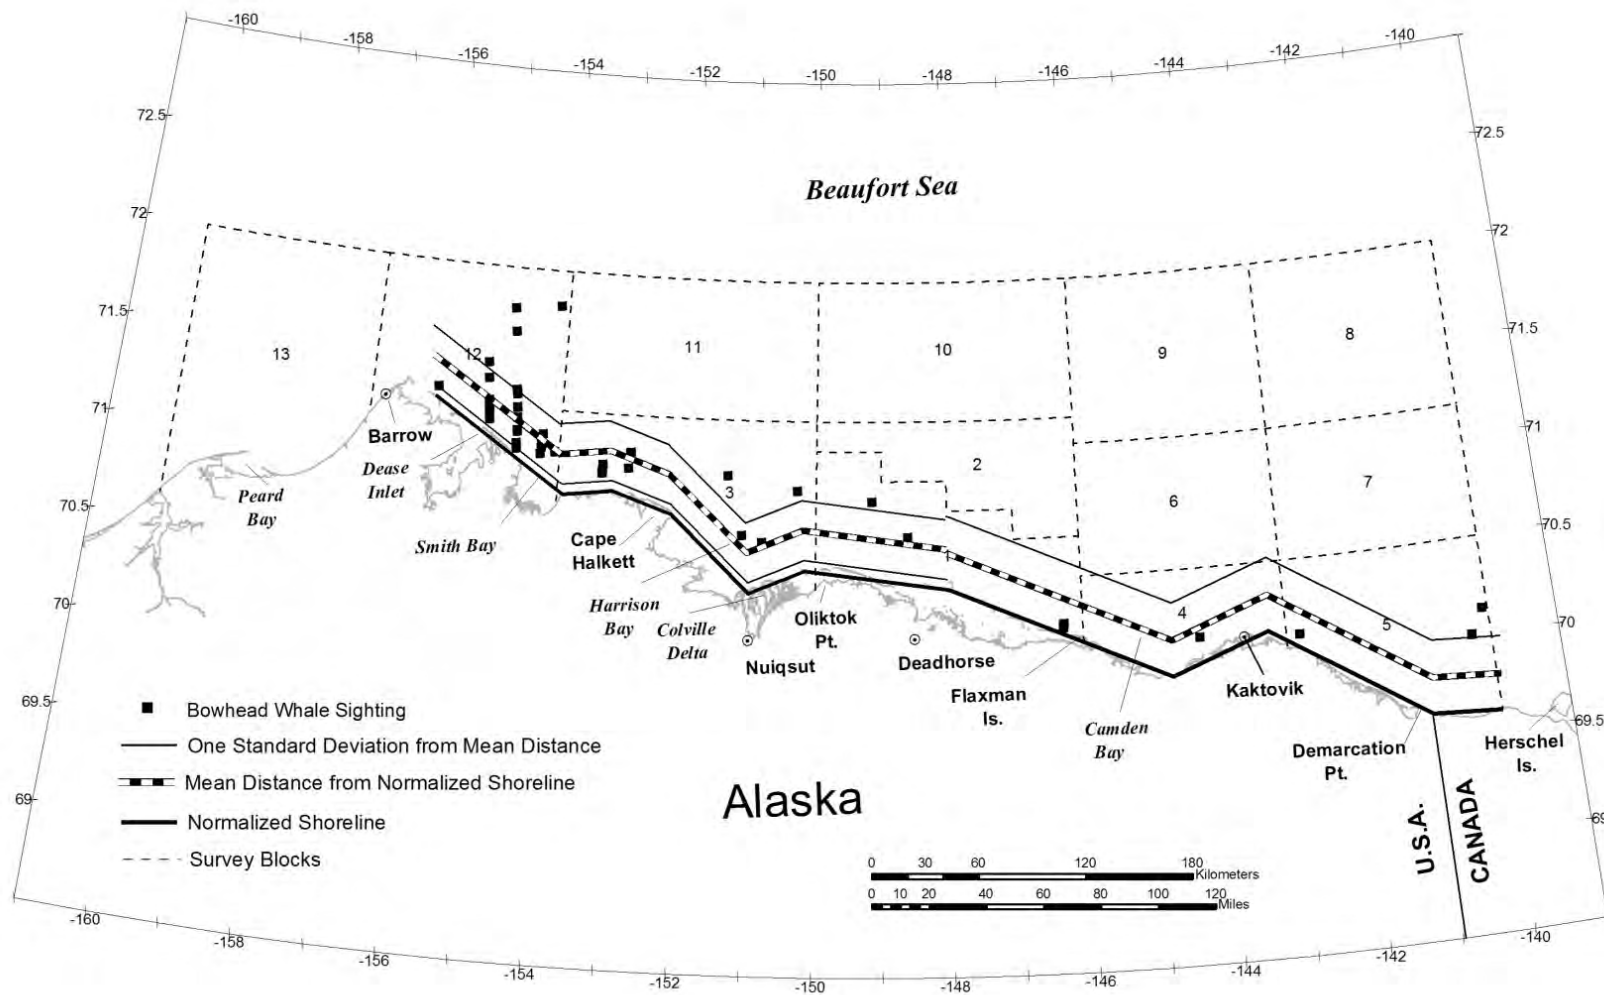 -160
-158
-156
-154
-152
-150
-148
-146
-144
-142
-140
72.5
72.5
Beaufort Sea
72
72
71.5
71.5
13
12
11
10
9
8
71
71
Barrow
Dease
Inlet
Peard
Bay
Smith Bay
Cape
Halkett
3
2
6
7
70.5
70.5
Harrison
Bay
Colville
Delta
Nuiqsut
Oliktok
Pt.
Deadhorse
Flaxman
Is.
4
Camden
Bay
Kaktovik
5
Demarcation
Pt.
Herschel
Is.
70
70
69.5
69.5
Bowhead Whale Sighting
One Standard Deviation from Mean Distance
Mean Distance from Normalized Shoreline
Normalized Shoreline
Survey Blocks
Alaska
U.S.A.
CANADA
69
69
0 30 60 120 180
Kilometers
0 10 20 40 60 80 100 120
Miles
-160
-158
-156
-154
-152
-150
-148
-146
-144
-142
-140